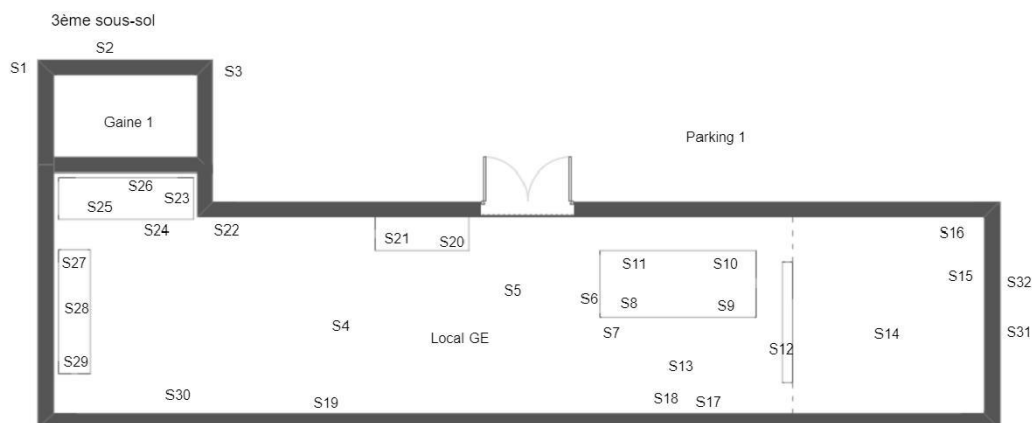 3ème sous-sol
S2
S1
S3
Gaine 1
Parking 1
S26
S23
S25
S24
S22
S21
S20
S16
S27
S11
S10
S15
S32
S5
S6
S28
S8
S9
S4
Local GE
S7
S14
S31
S12
S29
S13
S30
S19
S18
S17